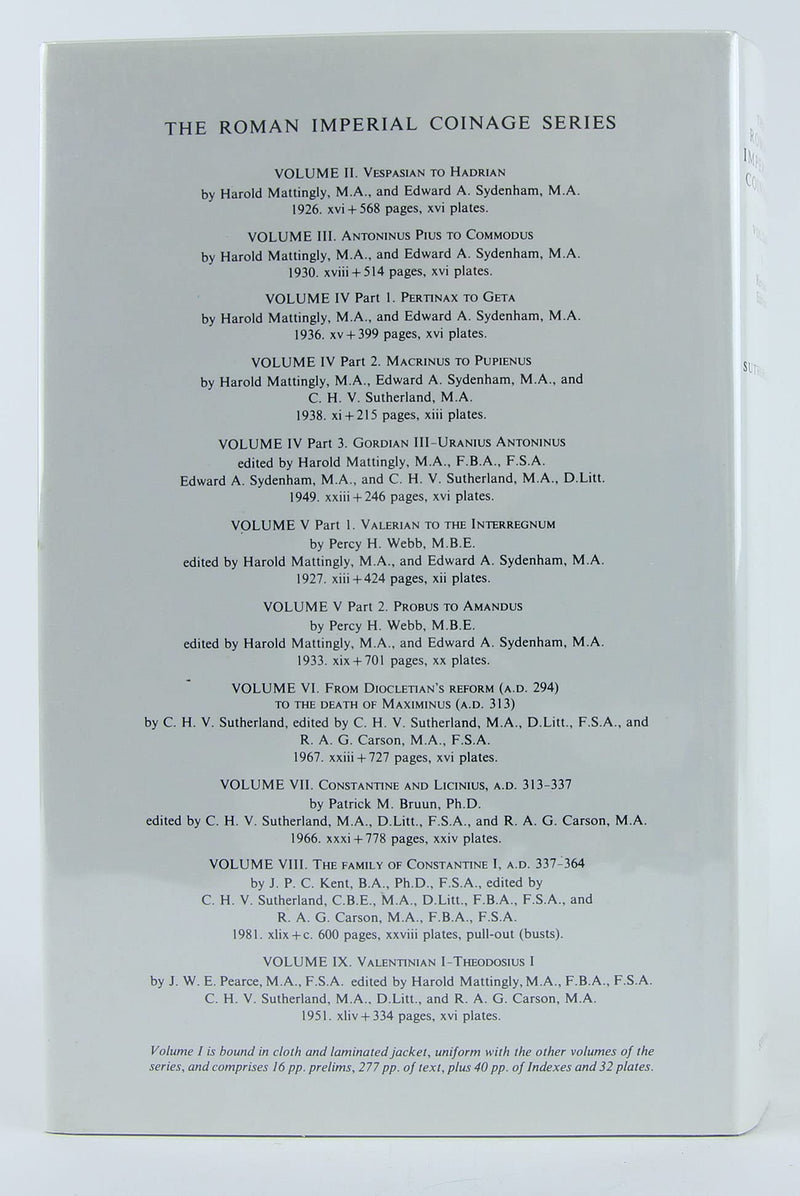 THE ROMAN IMPERIAL COINAGE SERIES
VOLUME II. VESPASIAN TO HADRIAN
by Harold Mattingly, M.A., and Edward A. Sydenham, M.A.
1926. xvi+568 pages, xvi plates.
VOLUME III. ANTONINUS PIUS TO COMMODUS
by Harold Mattingly, M.A., and Edward A. Sydenham, M.A.
1930. xviii+514 pages, xvi plates.
VOLUME IV Part 1. PERTINAX TO GETA
by Harold Mattingly, M.A., and Edward A. Sydenham, M.A.
1936. xv+399 pages, xvi plates.
VOLUME IV Part 2. MACRINUS TO PUPIENUS
by Harold Mattingly, M.A., Edward A. Sydenham, M.A., and
C. H. V. Sutherland, M.A.
1938. xi+215 pages, xiii plates.
VOLUME IV Part 3. GORDIAN III–URANIUS ANTONINUS
edited by Harold Mattingly, M.A., F.B.A., F.S.A.
Edward A. Sydenham, M.A., and C. H. V. Sutherland, M.A., D.Litt.
1949. xxiii+246 pages, xvi plates.
VOLUME V Part 1. VALERIAN TO THE INTERREGNUM
by Percy H. Webb, M.B.E.
edited by Harold Mattingly, M.A., and Edward A. Sydenham, M.A.
1927. xiii+424 pages, xii plates.
VOLUME V Part 2. PROBUS TO AMANDUS
by Percy H. Webb, M.B.E.
edited by Harold Mattingly, M.A., and Edward A. Sydenham, M.A.
1933. xix+701 pages, xx plates.
VOLUME VI. FROM DIOCLETIAN'S REFORM (A.D. 294)
TO THE DEATH OF MAXIMINUS (A.D. 313)
by C. H. V. Sutherland, edited by C. H. V. Sutherland, M.A., D.Litt., F.S.A., and
R. A. G. Carson, M.A., F.S.A.
1967. xxiii+727 pages, xvi plates.
VOLUME VII. CONSTANTINE AND LICINIUS, A.D. 313–337
by Patrick M. Bruun, Ph.D.
edited by C. H. V. Sutherland, M.A., D.Litt., F.S.A., and R. A. G. Carson, M.A.
1966. xxxi+778 pages, xxiv plates.
VOLUME VIII. THE FAMILY OF CONSTANTINE I, A.D. 337–364
by J. P. C. Kent, B.A., Ph.D., F.S.A., edited by
C. H. V. Sutherland, C.B.E., M.A., D.Litt., F.B.A., F.S.A., and
R. A. G. Carson, M.A., F.B.A., F.S.A.
1981. xlix+c. 600 pages, xxviii plates, pull-out (busts).
VOLUME IX. VALENTINIAN I–THEODOSIUS I
by J. W. E. Pearce, M.A., F.S.A. edited by Harold Mattingly, M.A., F.B.A., F.S.A.
C. H. V. Sutherland, M.A., D.Litt., and R. A. G. Carson, M.A.
1951. xliv+334 pages, xvi plates.
Volume I is bound in cloth and laminated jacket, uniform with the other volumes of the
series, and comprises 16 pp. prelims, 277 pp. of text, plus 40 pp. of Indexes and 32 plates.